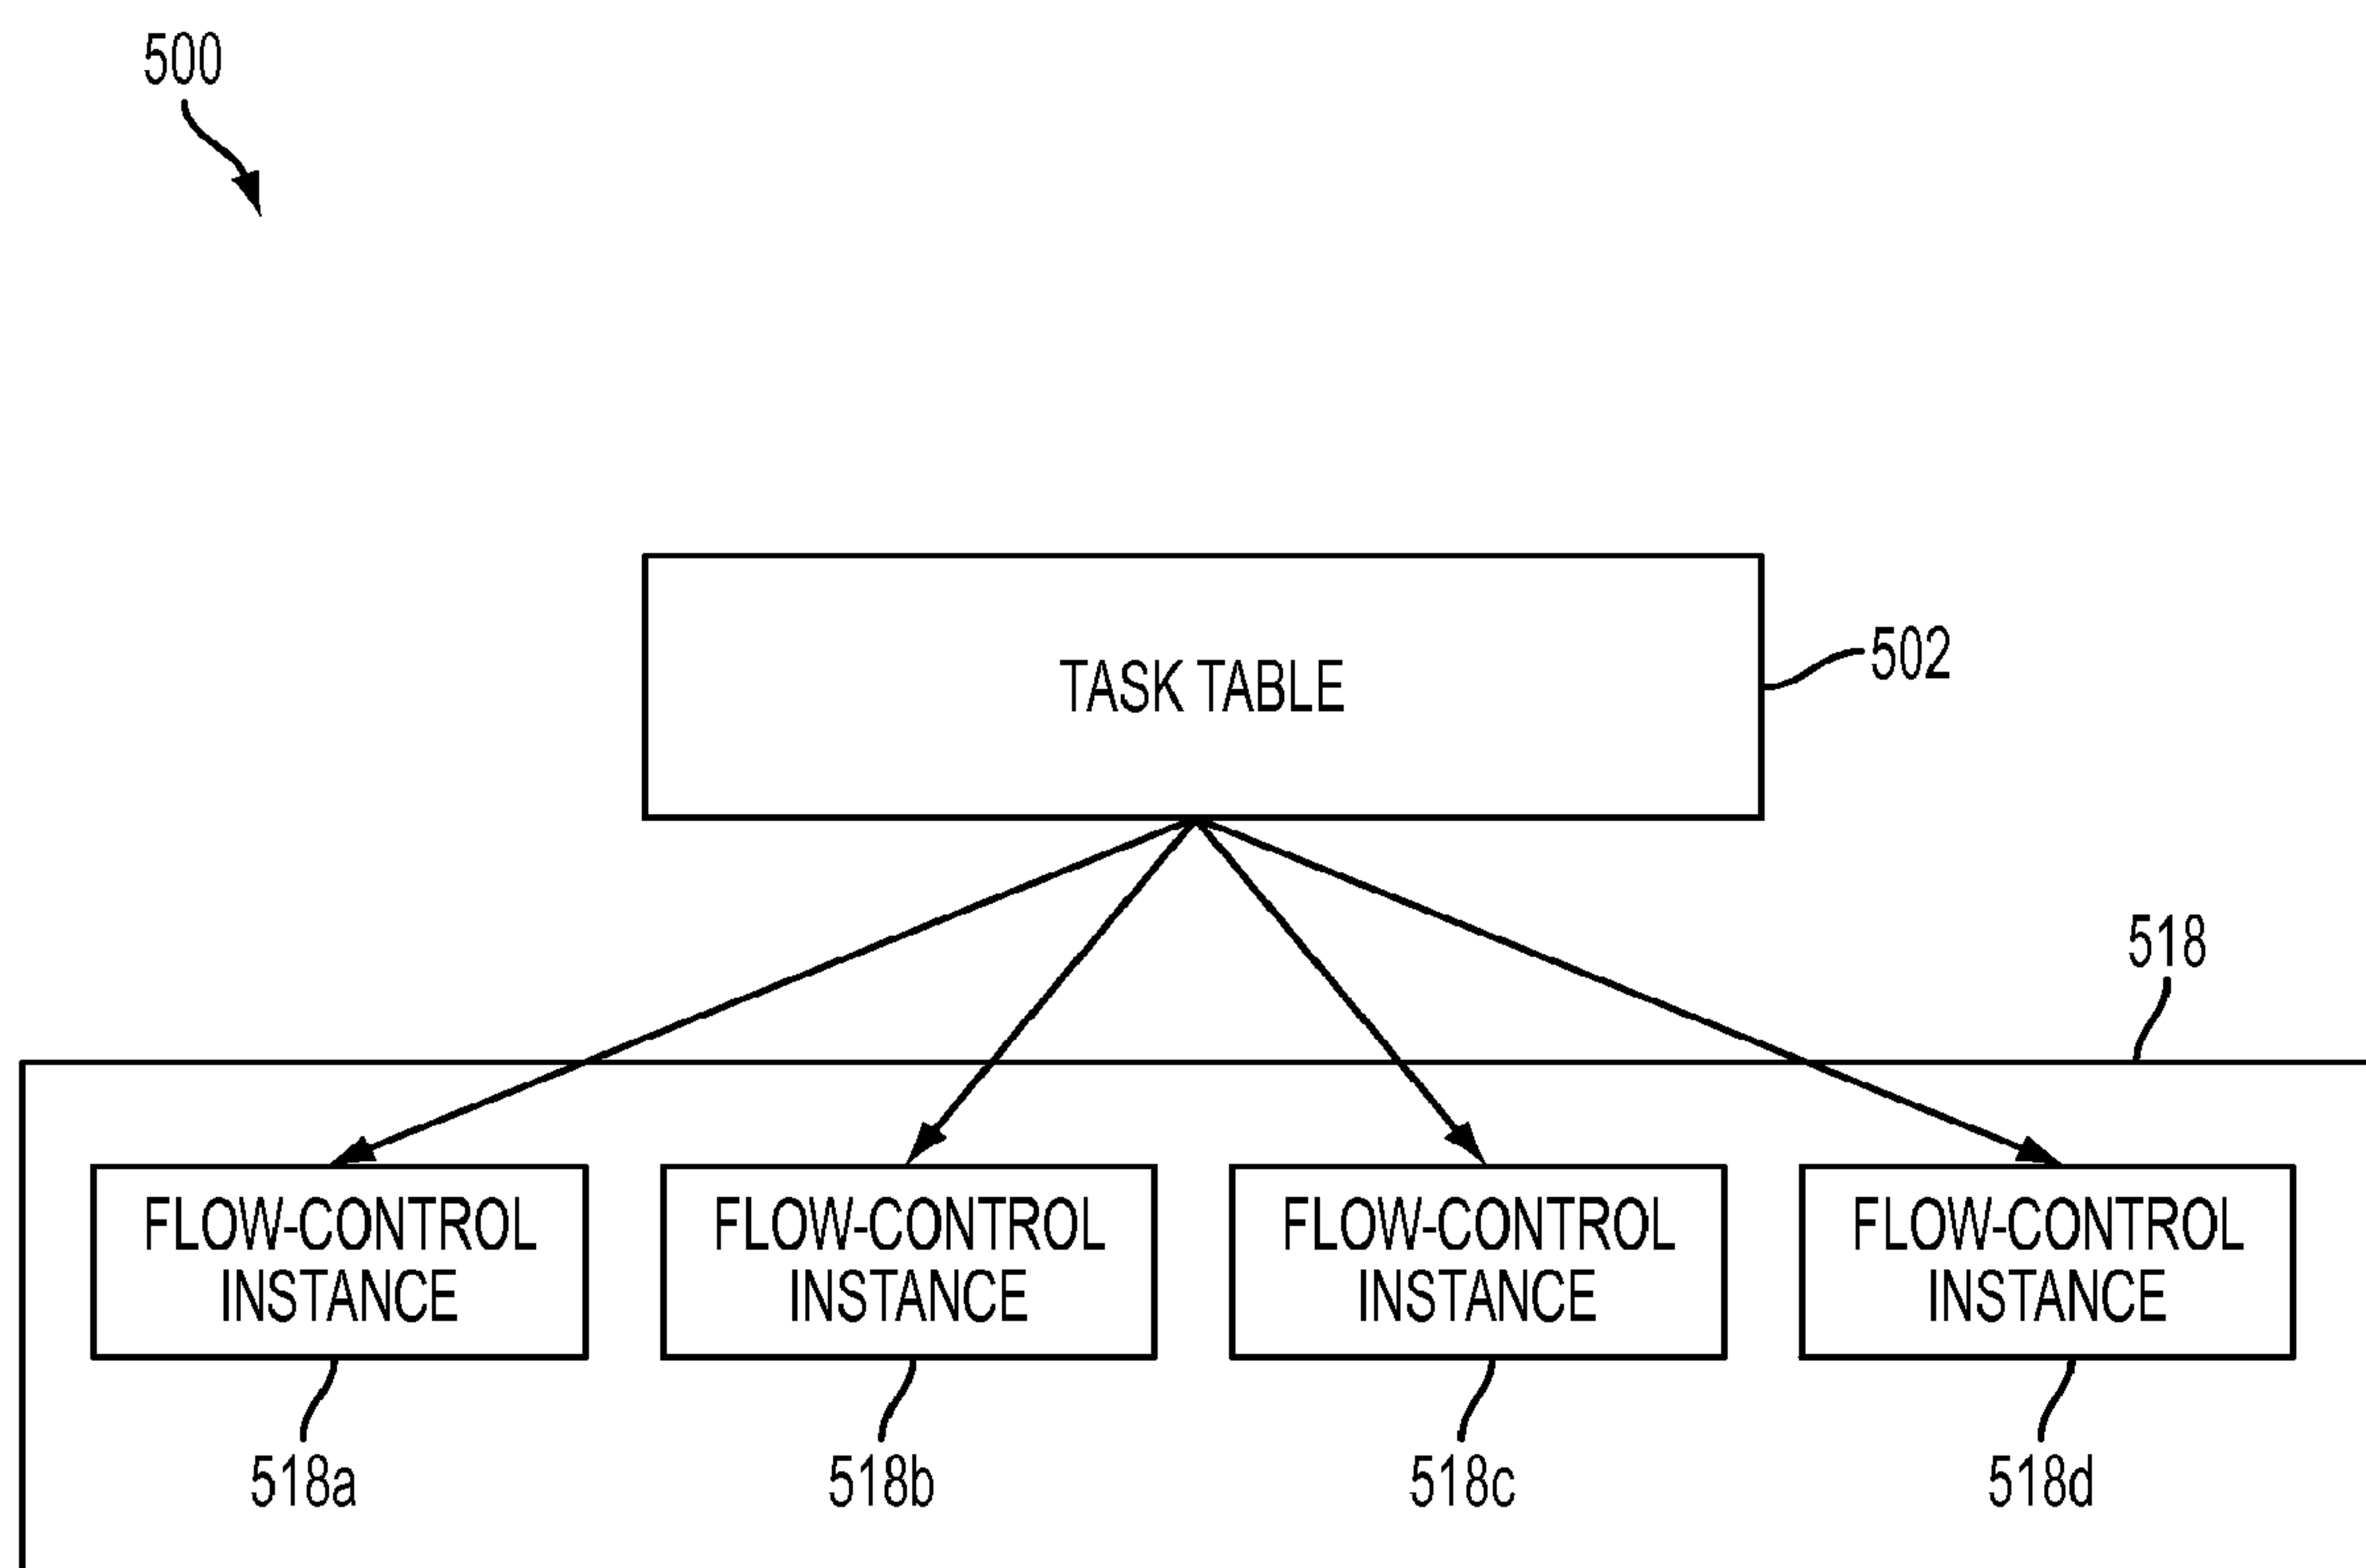 500
TASK TABLE
502
518
FLOW-CONTROL
INSTANCE
FLOW-CONTROL
INSTANCE
FLOW-CONTROL
INSTANCE
FLOW-CONTROL
INSTANCE
518a
518b
518c
518d